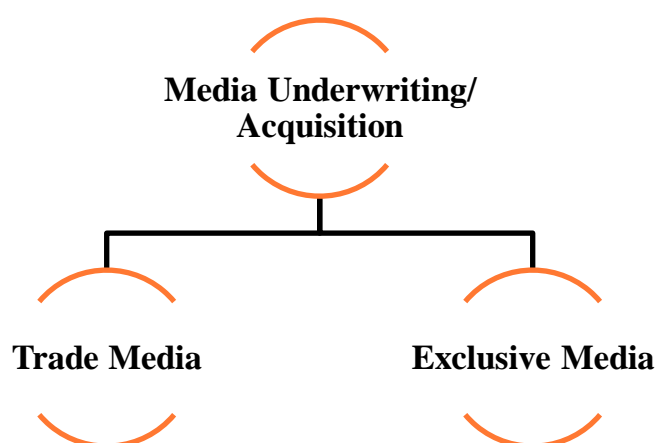 Media Underwriting/
Acquisition
Trade Media
Exclusive Media